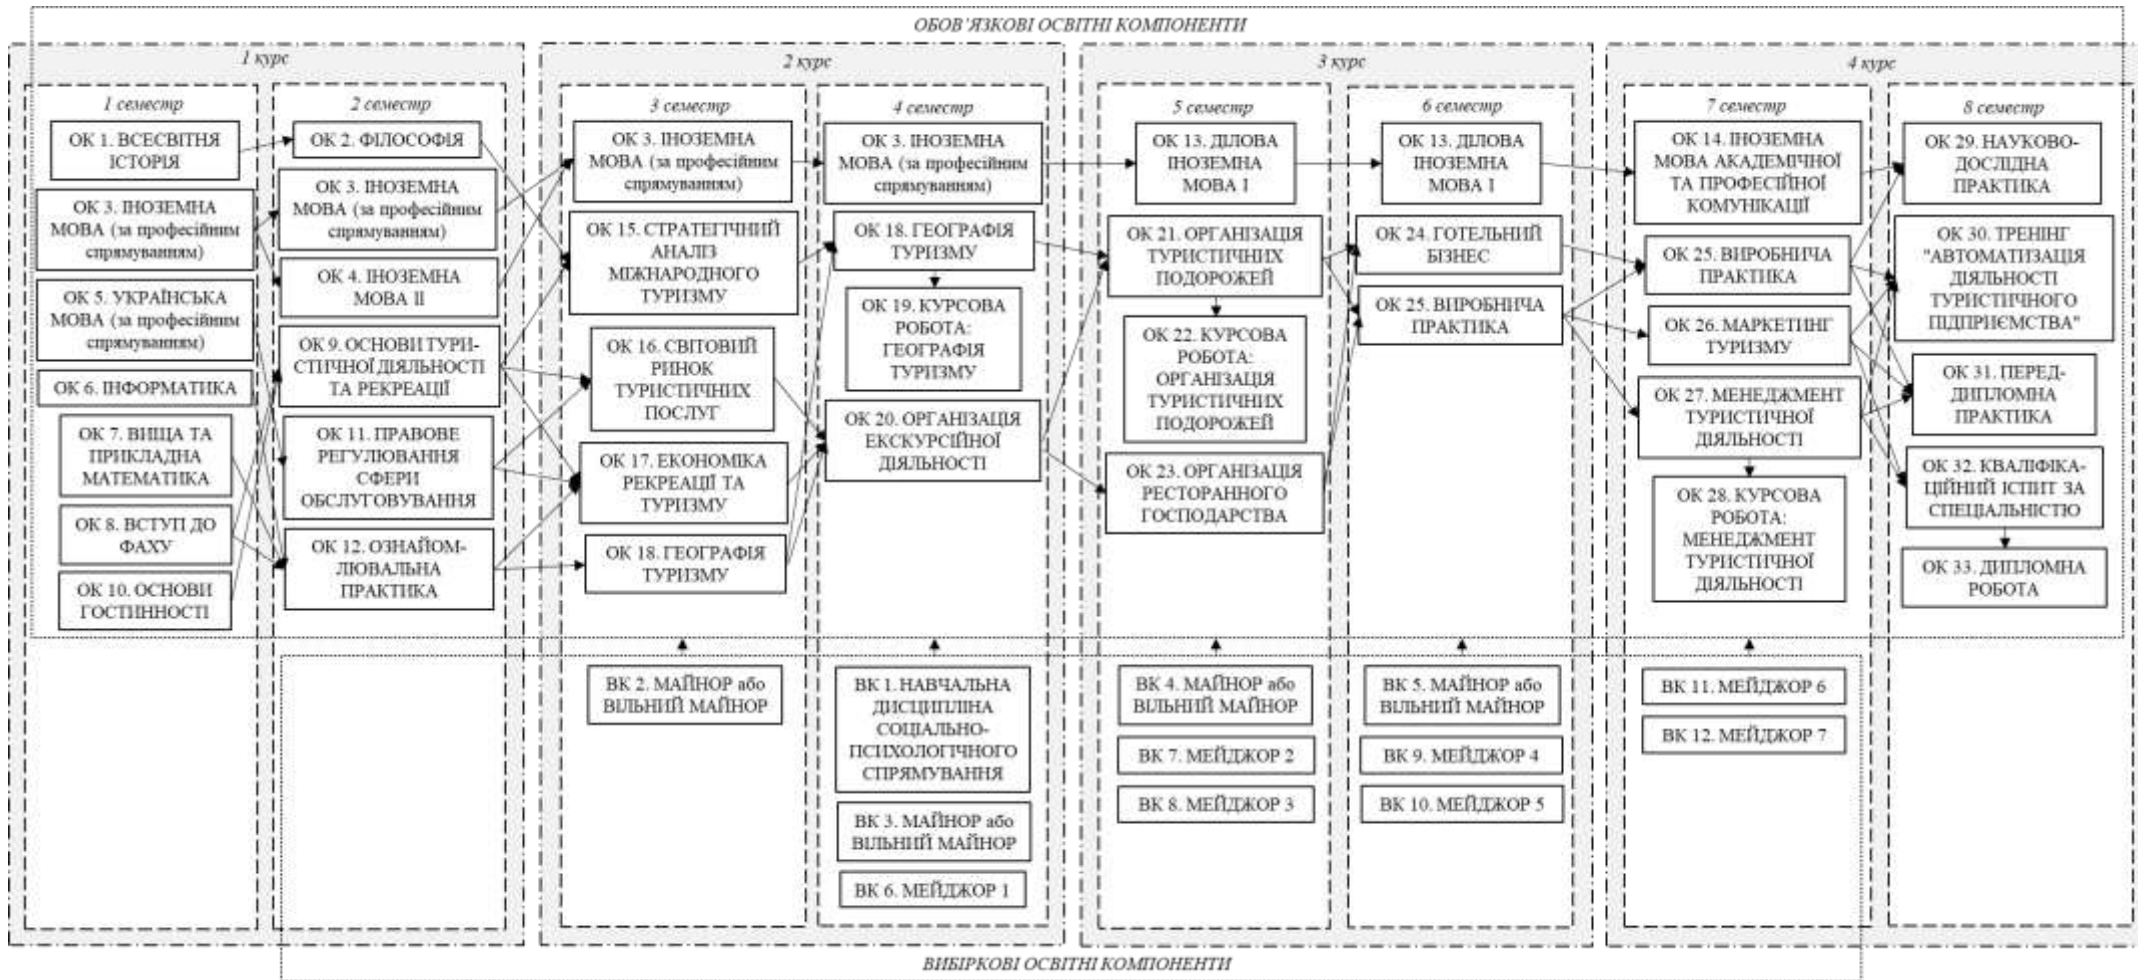 ОБОВ’ЯЗКОВІ ОСВІТНІ КОМПОНЕНТИ
1 курс
1 семестр
ОК 1. ВСЕСВІТНЯ
ІСТОРІЯ
ОК 3. ІНОЗЕМНА
МОВА (за професійним
спрямуванням)
ОК 5. УКРАЇНСЬКА
МОВА (за професійним
спрямуванням)
ОК 6. ІНФОРМАТИКА
ОК 7. ВИЩА ТА
ПРИКЛАДНА
МАТЕМАТИКА
ОК 8. ВСТУП ДО
ФАХУ
ОК 10. ОСНОВИ
ГОСТИННОСТІ
2 семестр
ОК 2. ФІЛОСОФІЯ
ОК 3. ІНОЗЕМНА
МОВА (за професійним
спрямуванням)
ОК 4. ІНОЗЕМНА
МОВА ІІ
ОК 9. ОСНОВИ ТУРИ-
СТИЧНОЇ ДІЯЛЬНОСТІ
ТА РЕКРЕАЦІЇ
ОК 11. ПРАВОВЕ
РЕГУЛЮВАННЯ
СФЕРИ
ОБСЛУГОВУВАННЯ
ОК 12. ОЗНАЙОМ-
ЛЮВАЛЬНА
ПРАКТИКА
2 курс
3 семестр
ОК 3. ІНОЗЕМНА
МОВА (за професійним
спрямуванням)
ОК 15. СТРАТЕГІЧНИЙ
АНАЛІЗ
МІЖНАРОДНОГО
ТУРИЗМУ
ОК 16. СВІТОВИЙ
РИНОК
ТУРИСТИЧНИХ
ПОСЛУГ
ОК 17. ЕКОНОМІКА
РЕКРЕАЦІЇ ТА
ТУРИЗМУ
ОК 18. ГЕОГРАФІЯ
ТУРИЗМУ
ВК 2. МАЙНОР або
ВІЛЬНИЙ МАЙНОР
4 семестр
ОК 3. ІНОЗЕМНА
МОВА (за професійним
спрямуванням)
ОК 18. ГЕОГРАФІЯ
ТУРИЗМУ
ОК 19. КУРСОВА
РОБОТА:
ГЕОГРАФІЯ
ТУРИЗМУ
ОК 20. ОРГАНІЗАЦІЯ
ЕКСКУРСІЙНОЇ
ДІЯЛЬНОСТІ
ВК 1. НАВЧАЛЬНА
ДИСЦИПЛІНА
СОЦІАЛЬНО-
ПСИХОЛОГІЧНОГО
СПРЯМУВАННЯ
ВК 3. МАЙНОР або
ВІЛЬНИЙ МАЙНОР
ВК 6. МЕЙДЖОР 1
3 курс
5 семестр
ОК 13. ДІЛОВА
ІНОЗЕМНА
МОВА І
ОК 21. ОРГАНІЗАЦІЯ
ТУРИСТИЧНИХ
ПОДОРОЖЕЙ
ОК 22. КУРСОВА
РОБОТА:
ОРГАНІЗАЦІЯ
ТУРИСТИЧНИХ
ПОДОРОЖЕЙ
ОК 23. ОРГАНІЗАЦІЯ
РЕСТОРАННОГО
ГОСПОДАРСТВА
ВК 4. МАЙНОР або
ВІЛЬНИЙ МАЙНОР
ВК 7. МЕЙДЖОР 2
ВК 8. МЕЙДЖОР 3
6 семестр
ОК 13. ДІЛОВА
ІНОЗЕМНА
МОВА І
ОК 24. ГОТЕЛЬНИЙ
БІЗНЕС
ОК 25. ВИРОБНИЧА
ПРАКТИКА
ВК 5. МАЙНОР або
ВІЛЬНИЙ МАЙНОР
ВК 9. МЕЙДЖОР 4
ВК 10. МЕЙДЖОР 5
4 курс
7 семестр
ОК 14. ІНОЗЕМНА
МОВА АКАДЕМІЧНОЇ
ТА ПРОФЕСІЙНОЇ
КОМУНІКАЦІЇ
ОК 25. ВИРОБНИЧА
ПРАКТИКА
ОК 26. МАРКЕТИНГ
ТУРИЗМУ
ОК 27. МЕНЕДЖМЕНТ
ТУРИСТИЧНОЇ
ДІЯЛЬНОСТІ
ОК 28. КУРСОВА
РОБОТА:
МЕНЕДЖМЕНТ
ТУРИСТИЧНОЇ
ДІЯЛЬНОСТІ
ВК 11. МЕЙДЖОР 6
ВК 12. МЕЙДЖОР 7
8 семестр
ОК 29. НАУКОВО-
ДОСЛІДНА
ПРАКТИКА
ОК 30. ТРЕНІНГ
"АВТОМАТИЗАЦІЯ
ДІЯЛЬНОСТІ
ТУРИСТИЧНОГО
ПІДПРИЄМСТВА"
ОК 31. ПЕРЕД-
ДИПЛОМНА
ПРАКТИКА
ОК 32. КВАЛІФІКА-
ЦІЙНИЙ ІСПИТ ЗА
СПЕЦІАЛЬНІСТЮ
ОК 33. ДИПЛОМНА
РОБОТА
ВИБІРКОВІ ОСВІТНІ КОМПОНЕНТИ